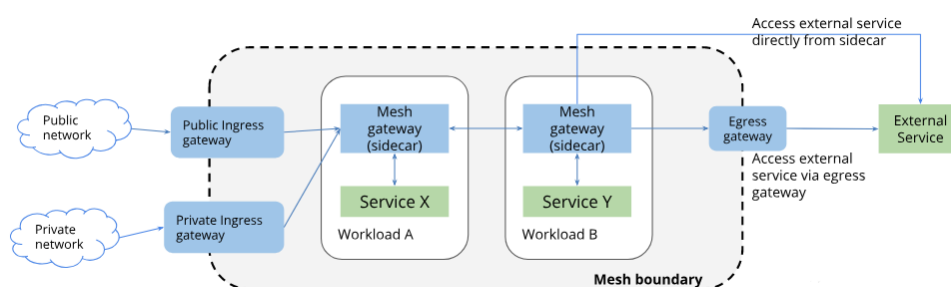 Access external service
directly from sidecar
Public
network
Public Ingress
gateway
Mesh
gateway
(sidecar)
Mesh
gateway
(sidecar)
Egress
gateway
External
Service
Access external
service via egress
gateway
Private
network
Private Ingress
gateway
Service X
Service Y
Workload A
Workload B
Mesh boundary